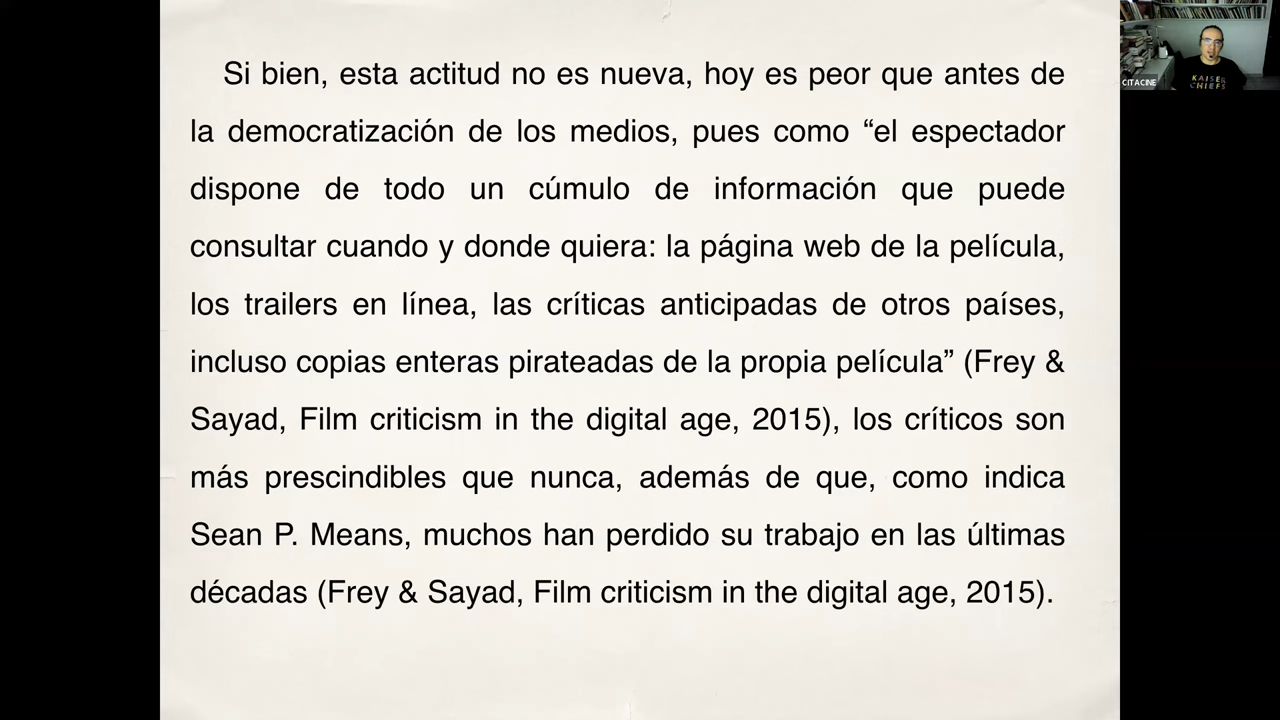 Si bien, esta actitud no es nueva, hoy es peor que antes de
la democratización de los medios, pues como “el espectador
dispone de todo un cúmulo de información que puede
consultar cuando y donde quiera: la página web de la película,
los trailers en línea, las críticas anticipadas de otros países,
incluso copias enteras pirateadas de la propia película” (Frey &
Sayad, Film criticism in the digital age, 2015), los críticos son
más prescindibles que nunca, además de que, como indica
Sean P. Means, muchos han perdido su trabajo en las últimas
décadas (Frey & Sayad, Film criticism in the digital age, 2015).
CITACINE
KAISER
CHIEFS